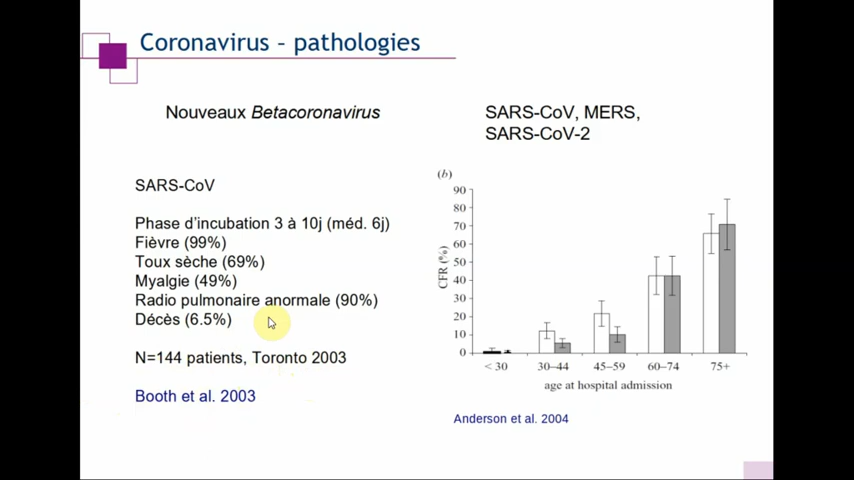 Coronavirus - pathologies
Nouveaux Betacoronavirus
SARS-CoV
Phase d'incubation 3 à 10j (méd. 6j)
Fièvre (99%)
Toux sèche (69%)
Myalgie (49%)
Radio pulmonaire anormale (90%)
Décès (6.5%)
N=144 patients, Toronto 2003
Booth et al. 2003
SARS-CoV, MERS,
SARS-CoV-2
(b)
90
80
70
60
50
40
30
20
10
0
CFR (%)
< 30 30–44 45–59 60–74 75+
age at hospital admission
Anderson et al. 2004